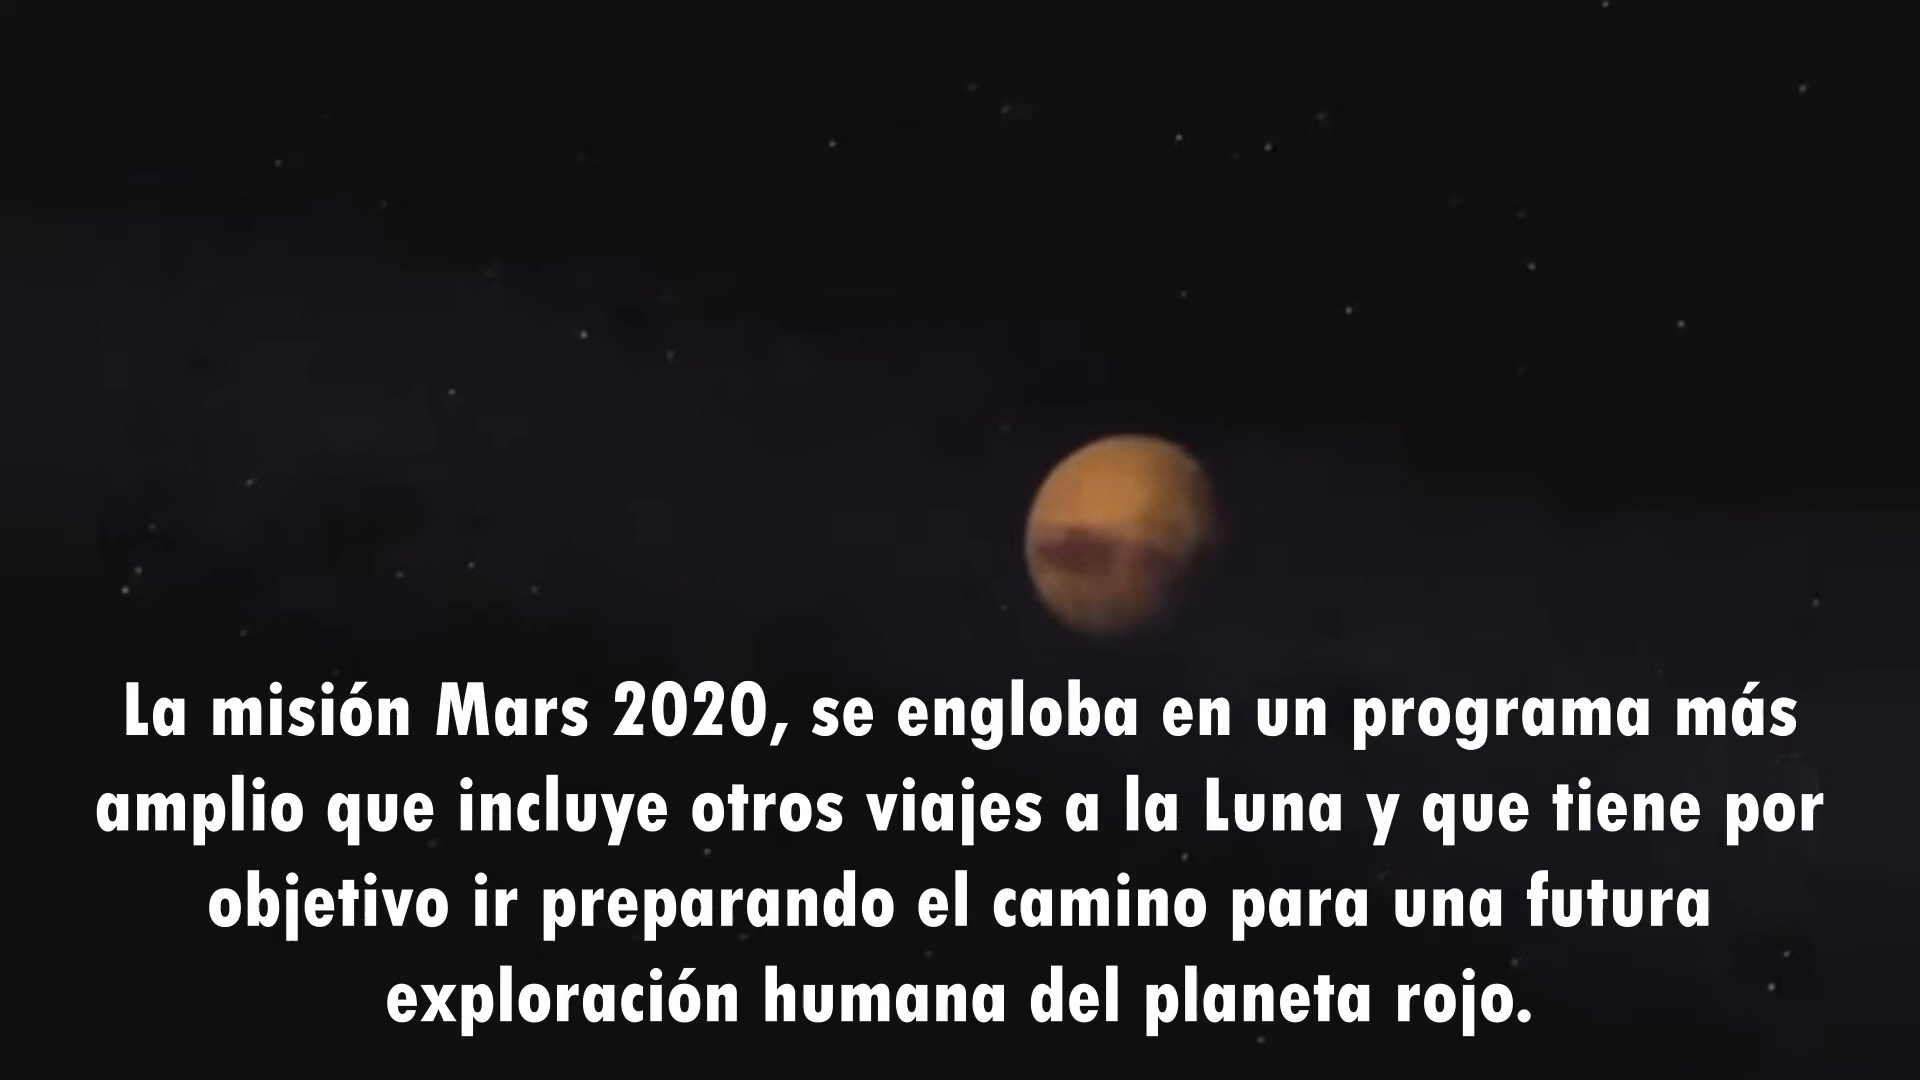 La misión Mars 2020, se engloba en un programa más
amplio que incluye otros viajes a la Luna y que tiene por
objetivo ir preparando el camino para una futura
exploración humana del planeta rojo.